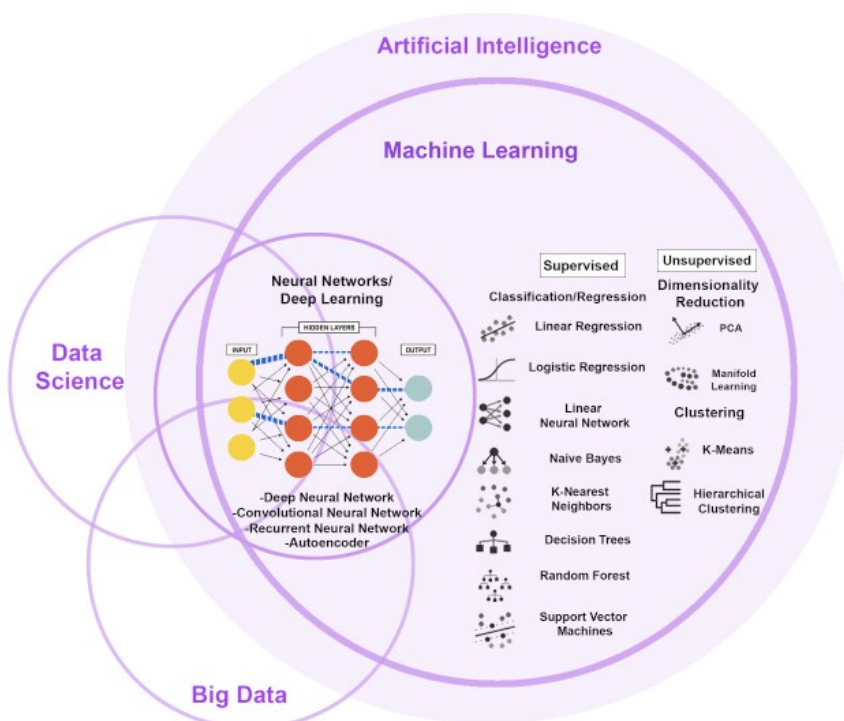 Artificial Intelligence
Machine Learning
Data
Science
Big Data
Neural Networks/
Deep Learning
HIDDEN LAYERS
INPUT
OUTPUT
-Deep Neural Network
-Convolutional Neural Network
-Recurrent Neural Network
-Autoencoder
Supervised
Classification/Regression
Linear Regression
Logistic Regression
Linear
Neural Network
Naive Bayes
K-Nearest
Neighbors
Decision Trees
Random Forest
Support Vector
Machines
Unsupervised
Dimensionality
Reduction
PCA
Manifold
Learning
Clustering
K-Means
Hierarchical
Clustering